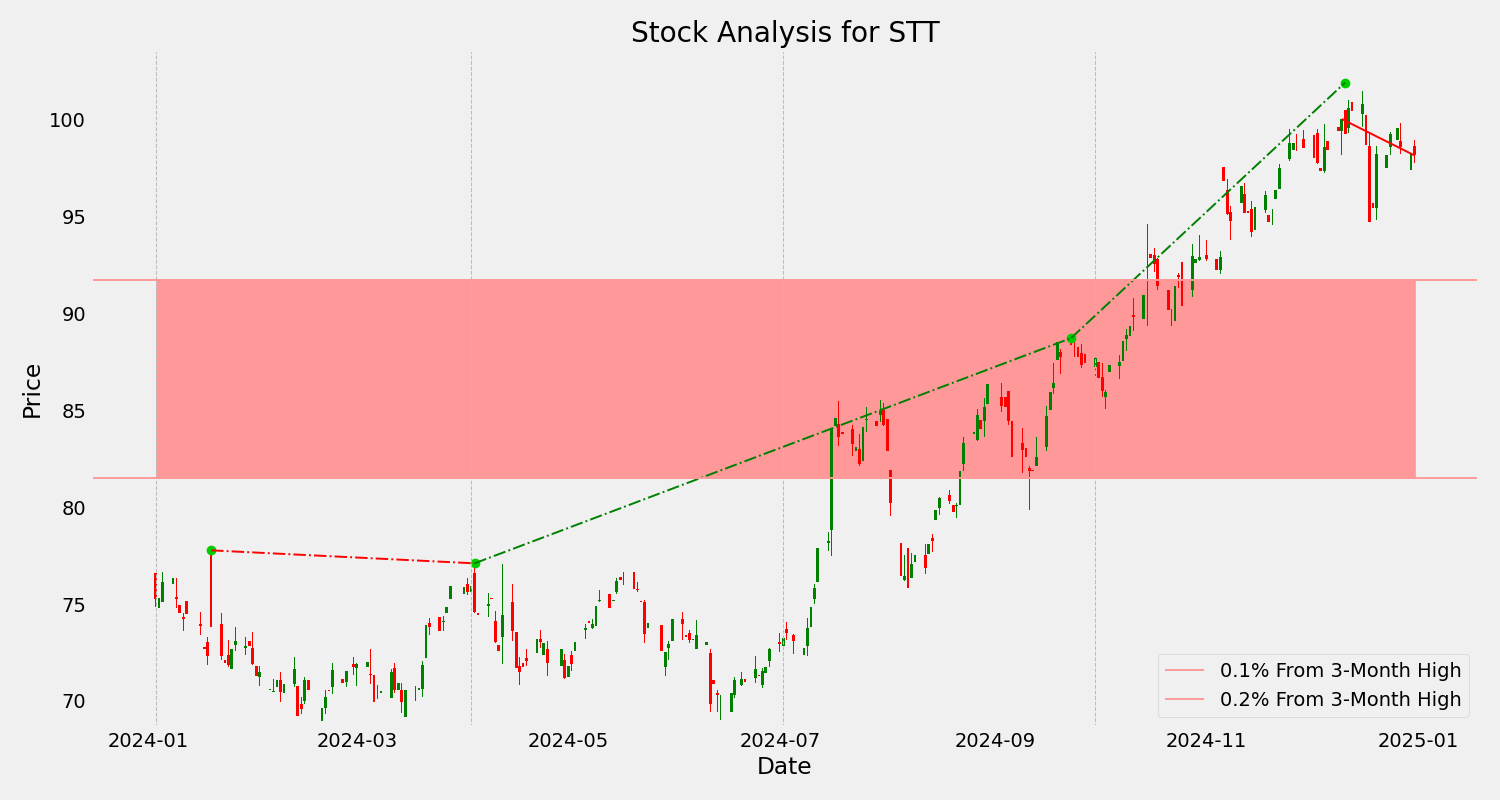 Stock Analysis for STT
Price
100
95
90
85
80
75
70
2024-01 2024-03 2024-05 2024-07 2024-09 2024-11 2025-01
Date
0.1% From 3-Month High
0.2% From 3-Month High